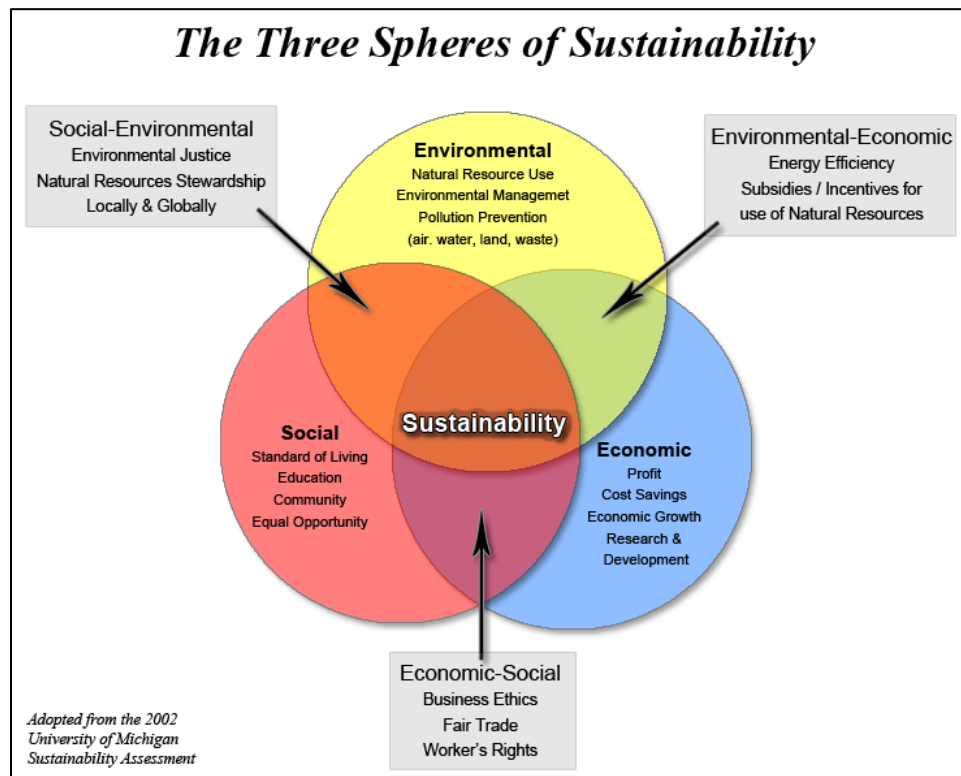 The Three Spheres of Sustainability
Social-Environmental
Environmental Justice
Natural Resources Stewardship
Locally & Globally
Environmental
Natural Resource Use
Environmental Managemet
Pollution Prevention
(air. water, land, waste)
Environmental-Economic
Energy Efficiency
Subsidies / Incentives for
use of Natural Resources
Sustainability
Social
Standard of Living
Education
Community
Equal Opportunity
Economic
Profit
Cost Savings
Economic Growth
Research &
Development
Economic-Social
Business Ethics
Fair Trade
Worker's Rights
Adopted from the 2002
University of Michigan
Sustainability Assessment